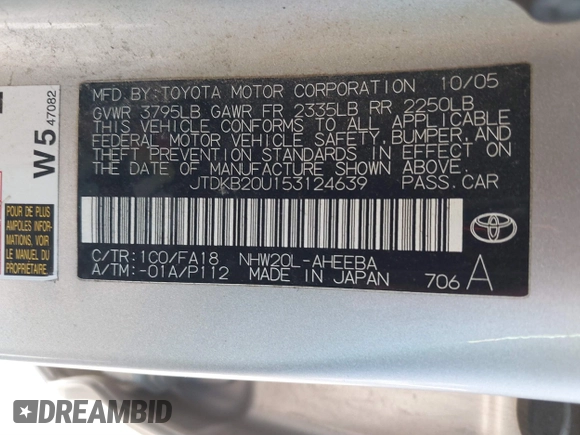 MFD BY: TOYOTA MOTOR CORPORATION 10/05
GVWR 3795LB GAWR FR 2335LB RR 2250LB
THIS VEHICLE CONFORMS TO ALL APPLICABLE
FEDERAL MOTOR VEHICLE SAFETY, BUMPER, AND
THEFT PREVENTION STANDARDS IN EFFECT ON
THE DATE OF MANUFACTURE SHOWN ABOVE.
JTDKB20U153124639 PASS.CAR
C/TR:1C0/FA18 NHW20L-AHEEBA
A/TM:-01A/P112 MADE IN JAPAN
706 A
TOYOTA
W5 47082
POUR DE PLUS
AMPLES INFOR-
MATIONS, VOIR
LE MANUEL DU
DREAMBID